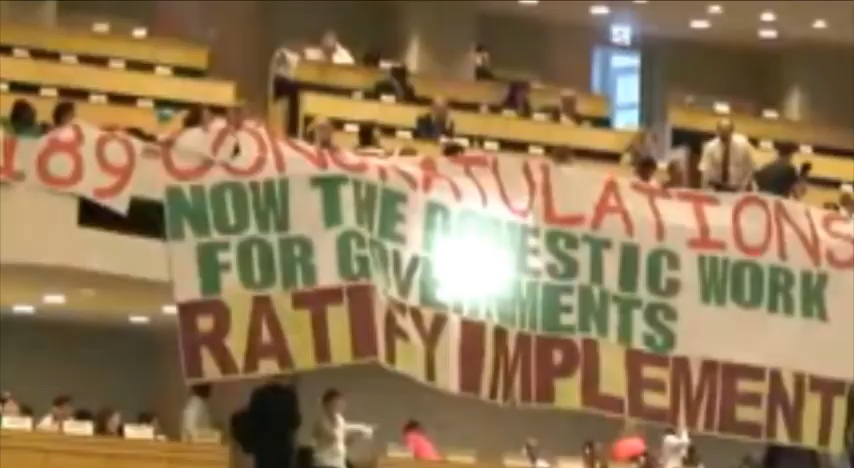 189 CONGRATULATIONS
NOW THE DOMESTIC WORK
FOR GOVERNMENTS
RATIFY IMPLEMENT